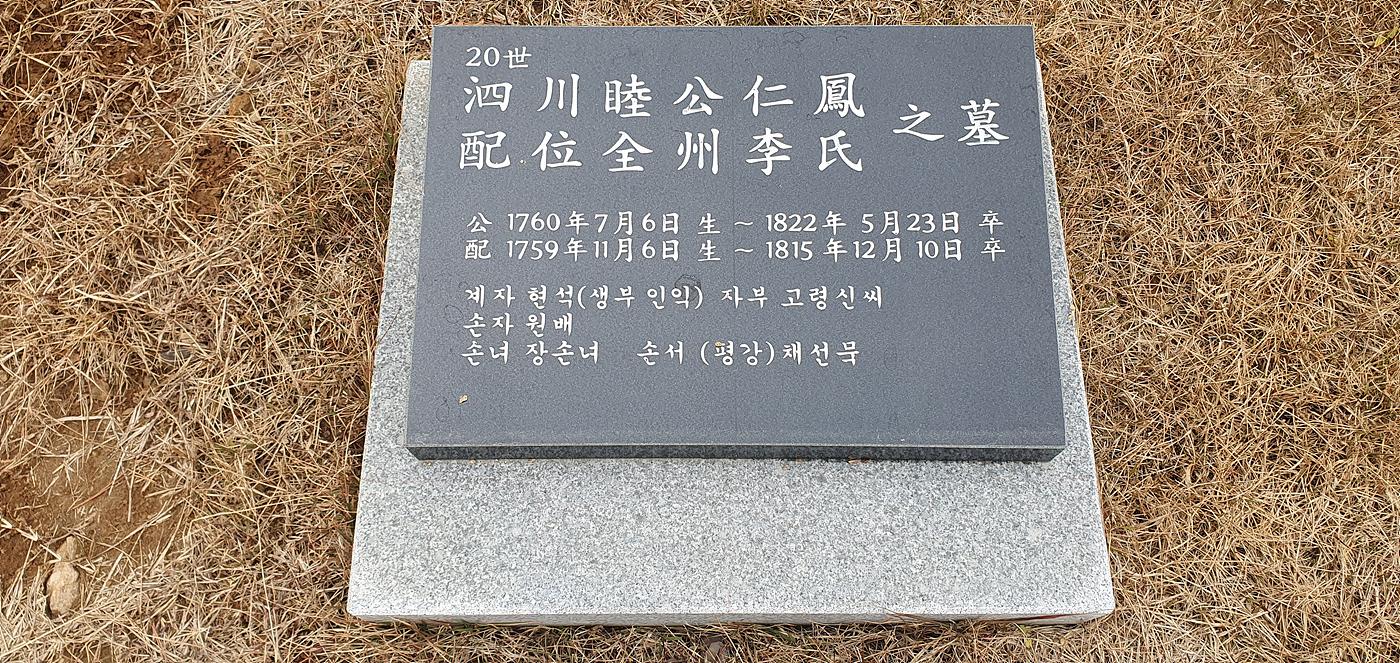 20世
泗川睦公仁鳳
配位全州李氏
之墓
公 1760年 7月 6日 生 ~ 1822年 5月 23日 卒
配 1759年 11月 6日 生 ~ 1815年 12月 10日 卒
계자 현석(생부 인익) 자부 고령신씨
손자 원배
손녀 장손녀 손서 (평강)채선묵